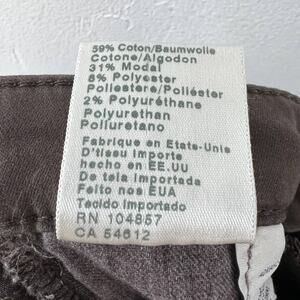 59% Coton/Baumwolle
Cotone/Algodon
31% Modal
8% Polyester
Poliestere/Poliéster
2% Polyuréthane
Polyurethan
Poliuretano
Fabrique en Etats-Unis
D'tissu importe
hecho en EE.UU
De tela importada
Feito nos EUA
Tecido Importado
RN 104857
CA 54612